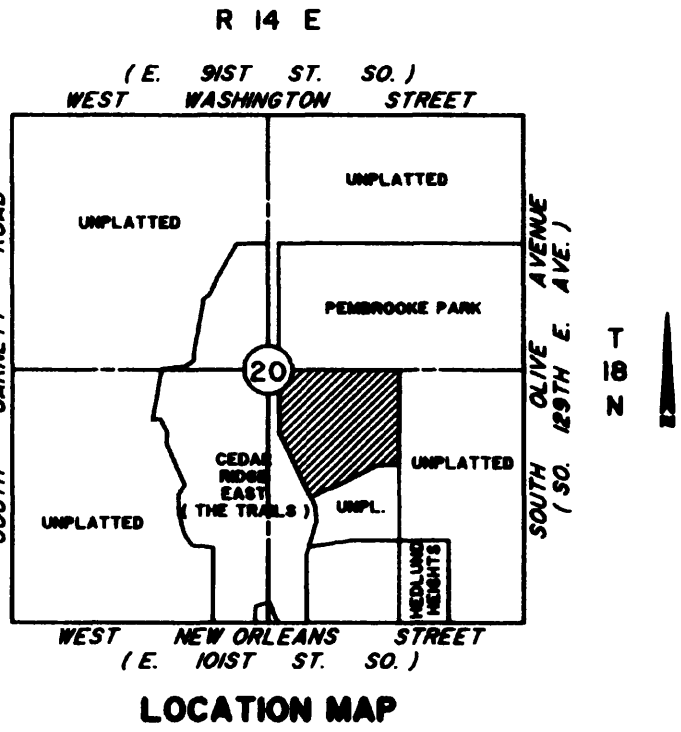 R 14 E
( E. 91ST ST. SO. )
WEST WASHINGTON STREET
UNPLATTED
UNPLATTED
PEMBROOKE PARK
20
CEDAR
RIDGE
EAST
( THE TRAILS )
UNPLATTED
UNPL.
UNPLATTED
HEDLUND
HEIGHTS
SOUTH OLIVE AVENUE
( SO. 129TH E. AVE. )
T
18
N
WEST NEW ORLEANS STREET
( E. 101ST ST. SO. )
LOCATION MAP